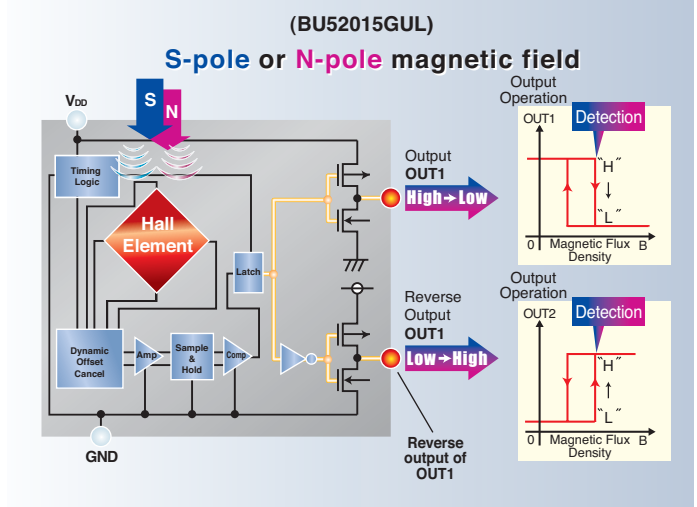 (BU52015GUL)
S-pole or N-pole magnetic field
VDD
S
N
Timing
Logic
Hall
Element
Latch
Dynamic
Offset
Cancel
Amp
Sample
&
Hold
Comp
GND
Output
OUT1
High→Low
Reverse
Output
OUT1
Low→High
Reverse
output of
OUT1
Output
Operation
OUT1
Detection
"H"
↓
"L"
0
Magnetic Flux
Density
B
Output
Operation
OUT2
Detection
"H"
↑
"L"
0
Magnetic Flux
Density
B